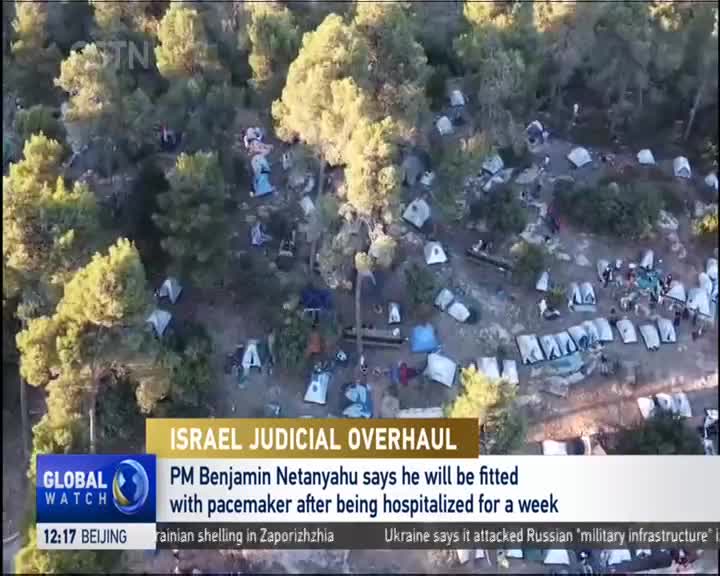 CGTN
ISRAEL JUDICIAL OVERHAUL
GLOBAL WATCH
PM Benjamin Netanyahu says he will be fitted
with pacemaker after being hospitalized for a week
12:17 BEIJING
rainian shelling in Zaporizhzhia
Ukraine says it attacked Russian "military infrastructure" i